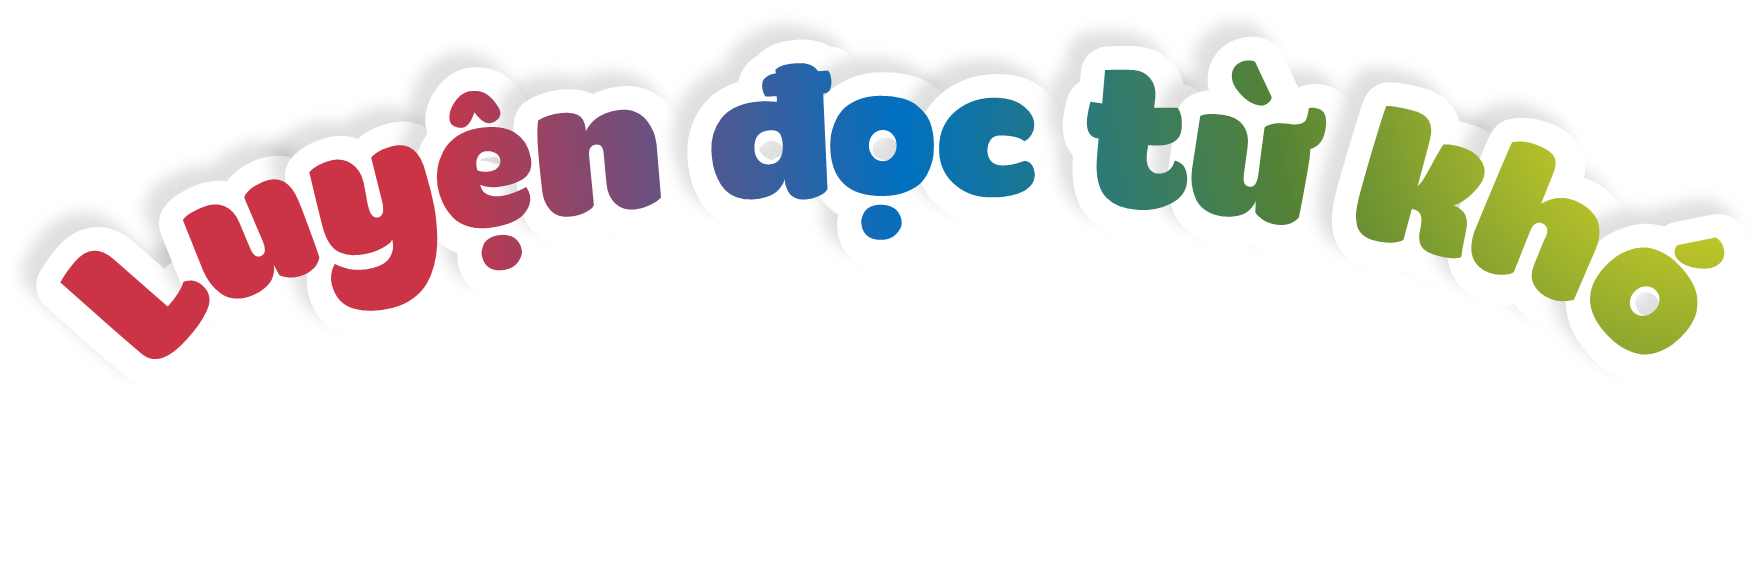 Luyện đọc từ khó